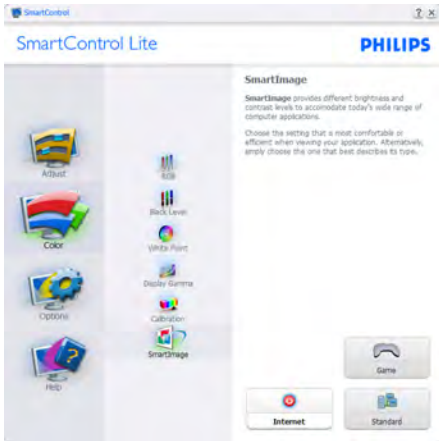 SmartControl
SmartControl Lite
PHILIPS
Adjust
Color
Options
Help
RGB
Black Level
White Point
Display Gamma
Calibration
SmartImage
SmartImage
SmartImage provides different brightness and
contrast levels to accomodate today's wide range of
computer applications.
Choose the setting that is most comfortable or
efficient when viewing your application. Alternatively,
simply choose the one that best describes its type.
Game
Internet
Standard